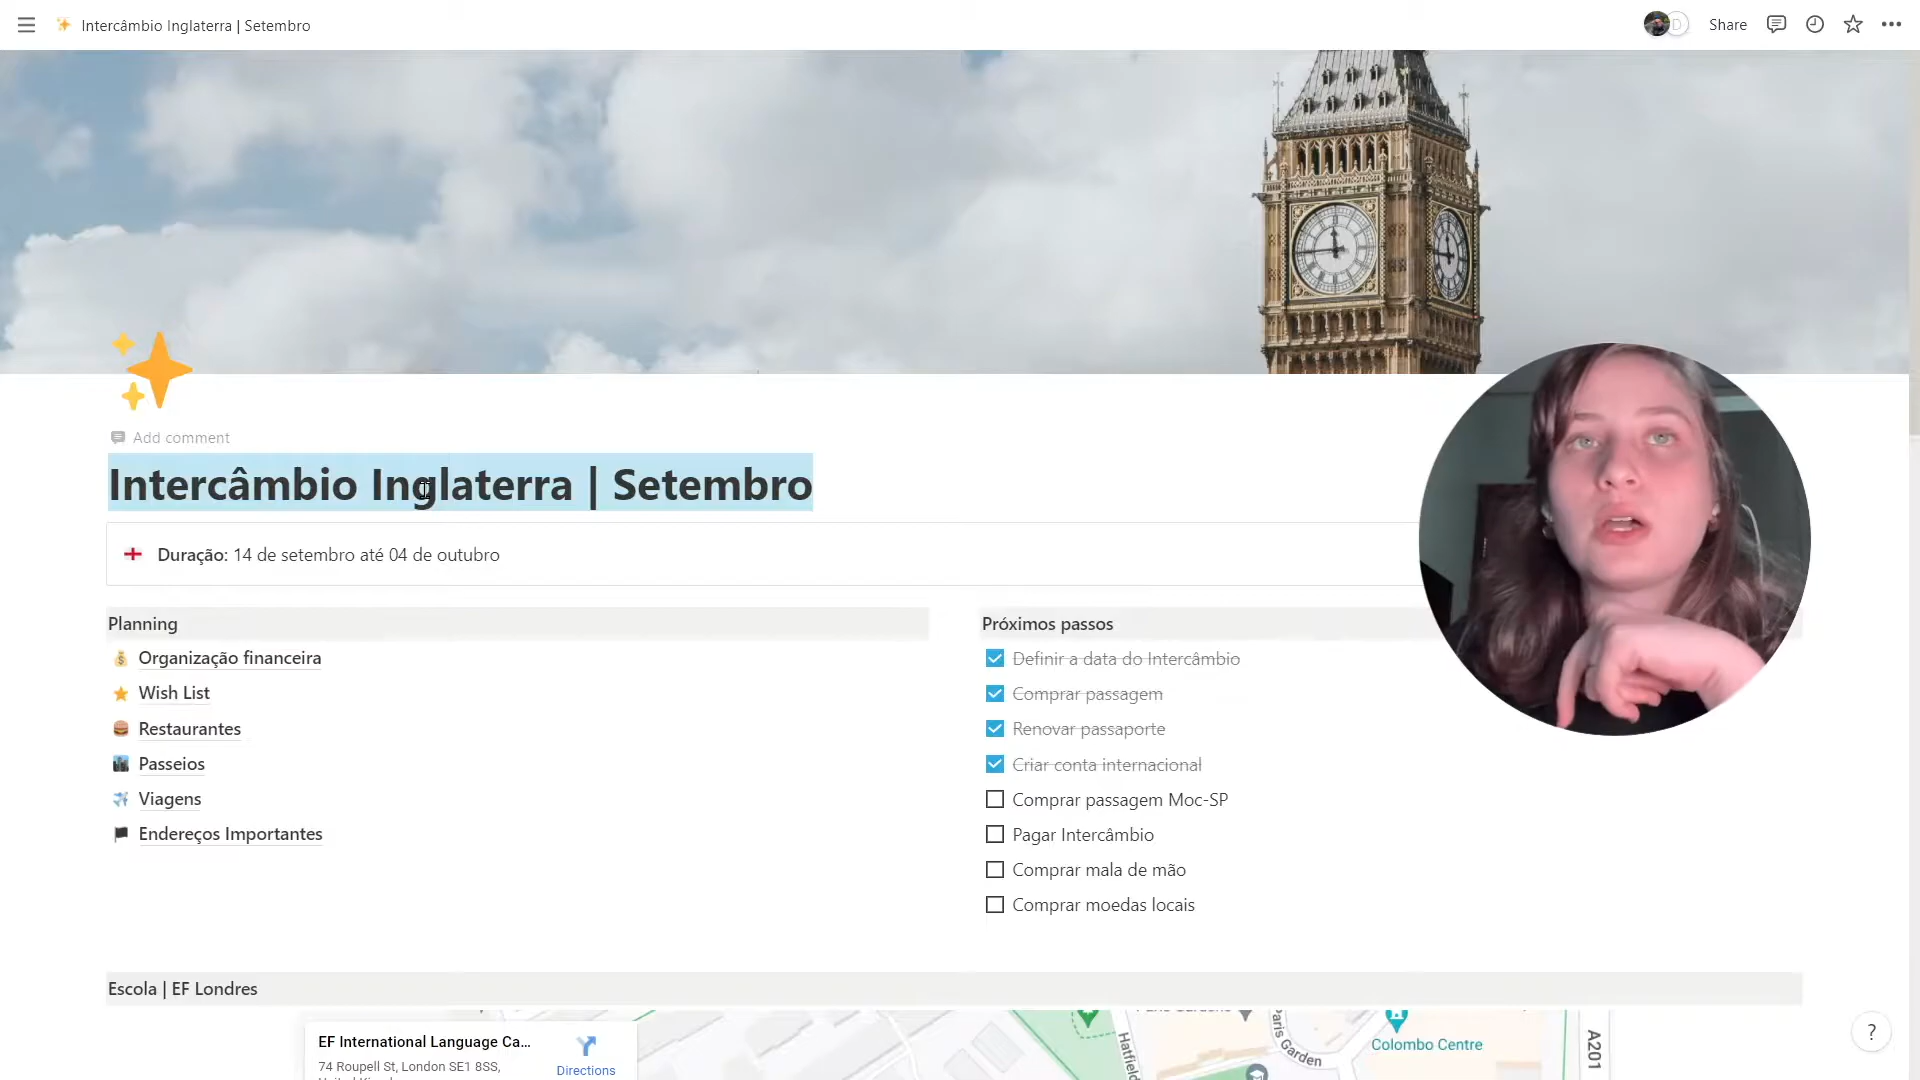 Intercâmbio Inglaterra | Setembro
D
Share
Add comment
Intercâmbio Inglaterra | Setembro
Duração: 14 de setembro até 04 de outubro
Planning
Organização financeira
Wish List
Restaurantes
Passeios
Viagens
Endereços Importantes
Próximos passos
Definir a data do Intercâmbio
Comprar passagem
Renovar passaporte
Criar conta internacional
Comprar passagem Moc-SP
Pagar Intercâmbio
Comprar mala de mão
Comprar moedas locais
Escola | EF Londres
EF International Language Ca...
74 Roupell St, London SE1 8SS,
Directions
Hatfield
Paris Garden
Colombo Centre
A201
?